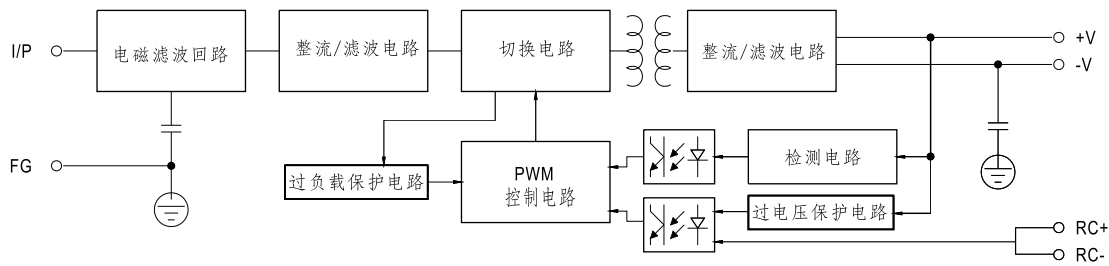 I/P
电磁滤波回路
整流/滤波电路
切换电路
整流/滤波电路
+V
-V
FG
过负载保护电路
PWM
控制电路
检测电路
过电压保护电路
RC+
RC-